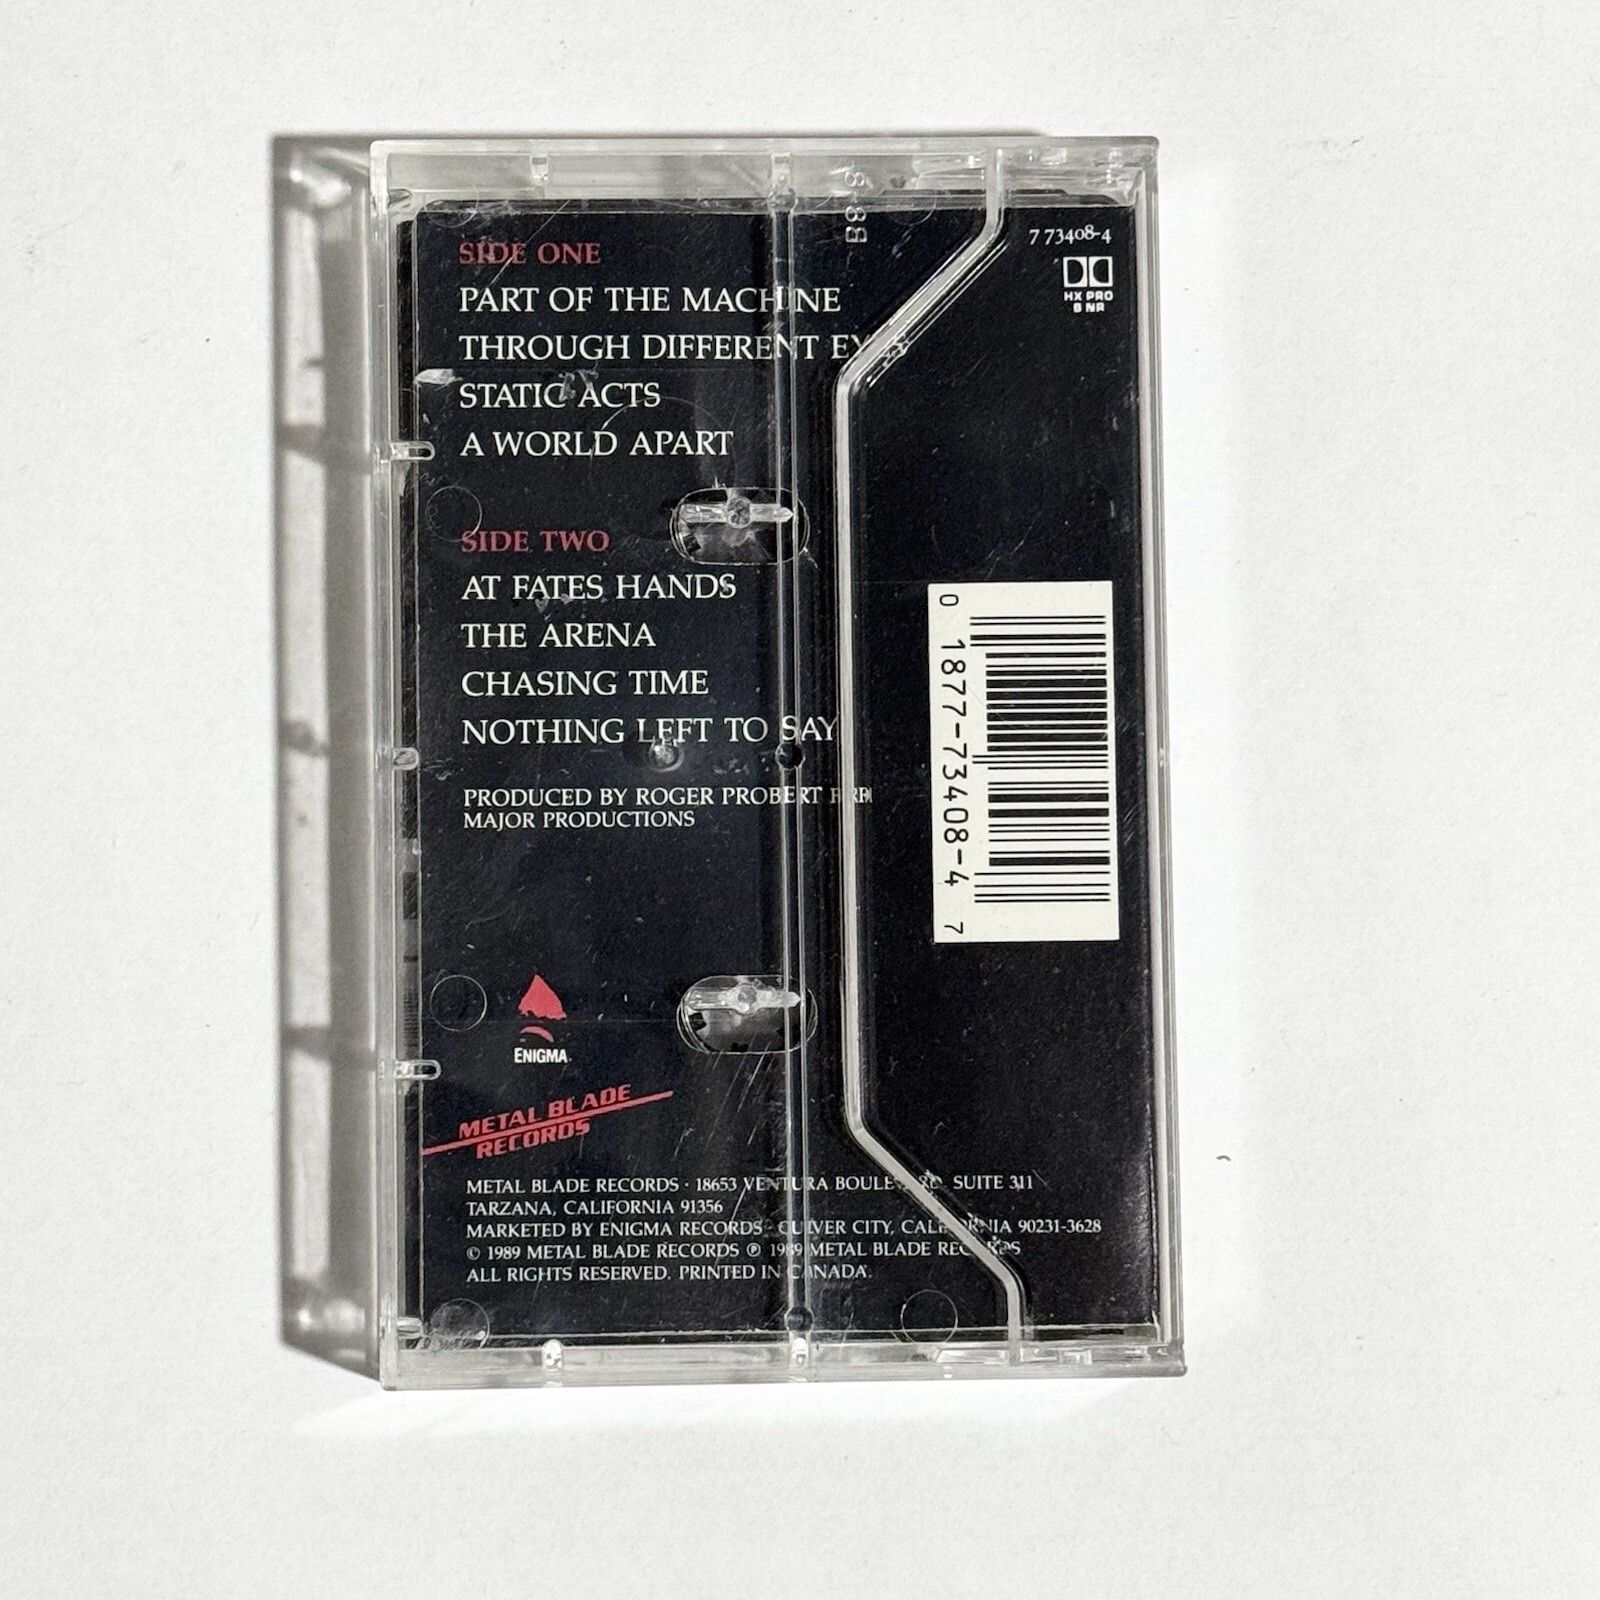 SIDE ONE
PART OF THE MACHINE
THROUGH DIFFERENT EY
STATIC ACTS
A WORLD APART
SIDE TWO
AT FATES HANDS
THE ARENA
CHASING TIME
NOTHING LEFT TO SAY
PRODUCED BY ROGER PROBERT
MAJOR PRODUCTIONS
ENIGMA
METAL BLADE
RECORDS
METAL BLADE RECORDS · 18653 VENTURA BOULEVARD, SUITE 311
TARZANA, CALIFORNIA 91356
MARKETED BY ENIGMA RECORDS · CULVER CITY, CALIFORNIA 90231-3628
© 1989 METAL BLADE RECORDS ℗ 1989 METAL BLADE RECORDS
ALL RIGHTS RESERVED. PRINTED IN CANADA.
7 73408-4
HX PRO
B NR
0 1877-73408-4 7